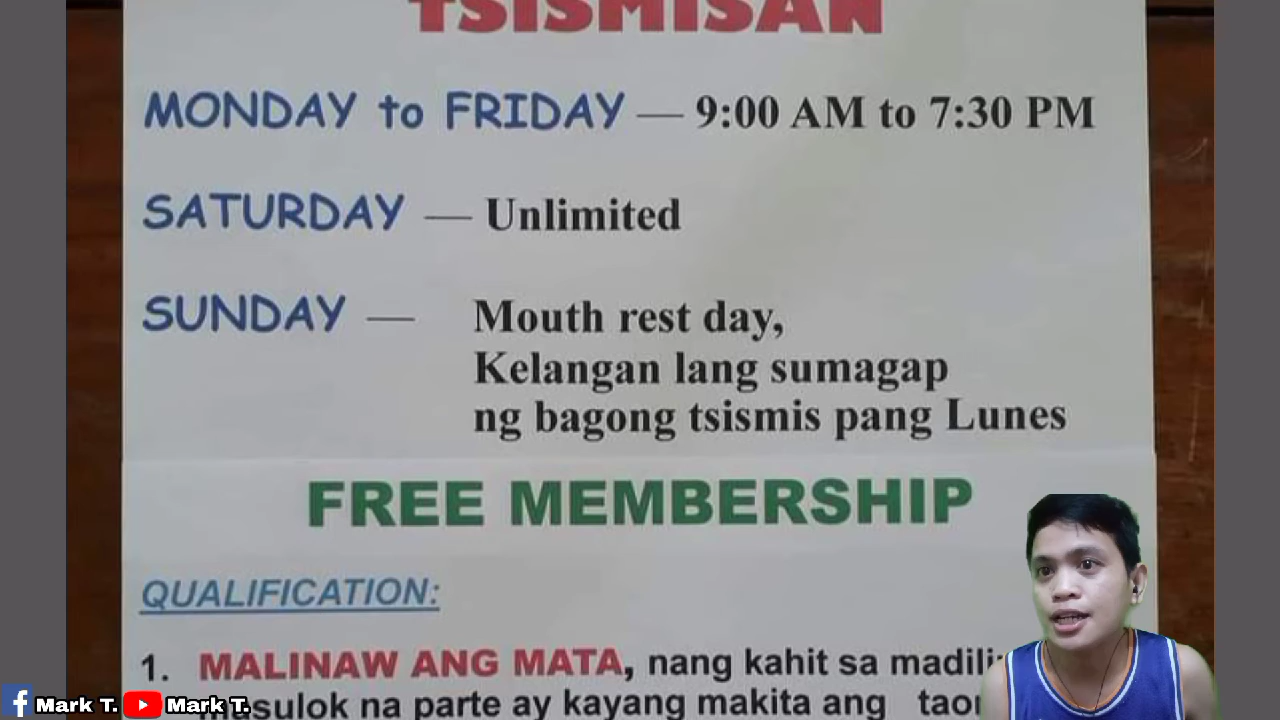 tSISMISAN
MONDAY to FRIDAY — 9:00 AM to 7:30 PM
SATURDAY — Unlimited
SUNDAY — Mouth rest day,
Kelangan lang sumagap
ng bagong tsismis pang Lunes
FREE MEMBERSHIP
QUALIFICATION:
1. MALINAW ANG MATA, nang kahit sa
masulok na parte ay kayang makita ang
Mark T. Mark T.